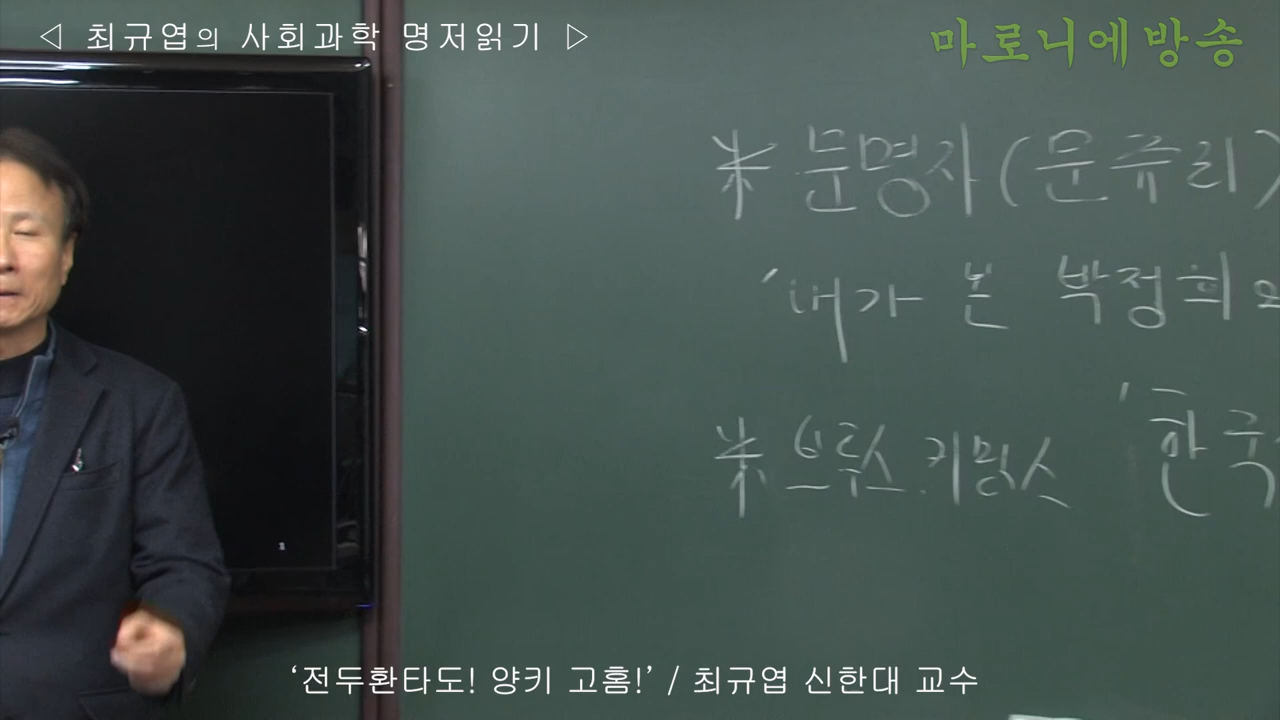 ◁ 최규엽의 사회과학 명저읽기 ▷
마로니에방송
※ 문명자(문쥴리)
'내가 본 박정희와
※ 브루스 커밍스 '한국
1
'전두환타도! 양키 고홈!' / 최규엽 신한대 교수